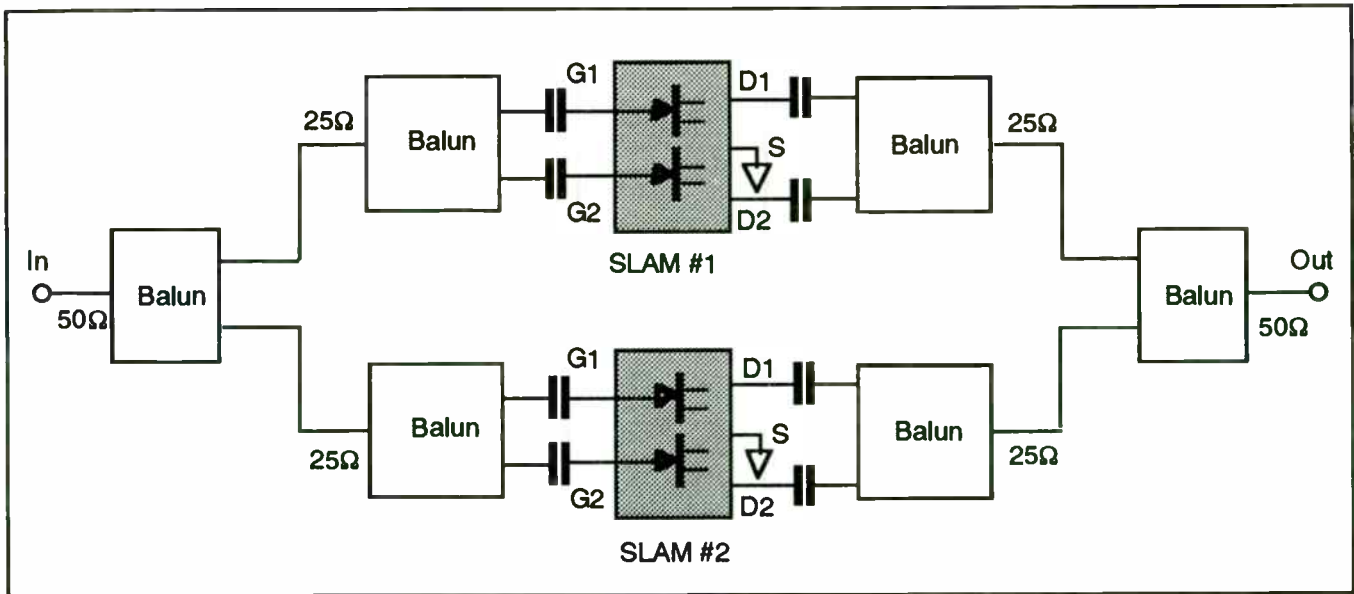 In
50Ω
Balun
25Ω
Balun
G1
G2
D1
S
D2
SLAM #1
Balun
25Ω
25Ω
Balun
G1
G2
D1
S
D2
SLAM #2
Balun
25Ω
Balun
Out
50Ω